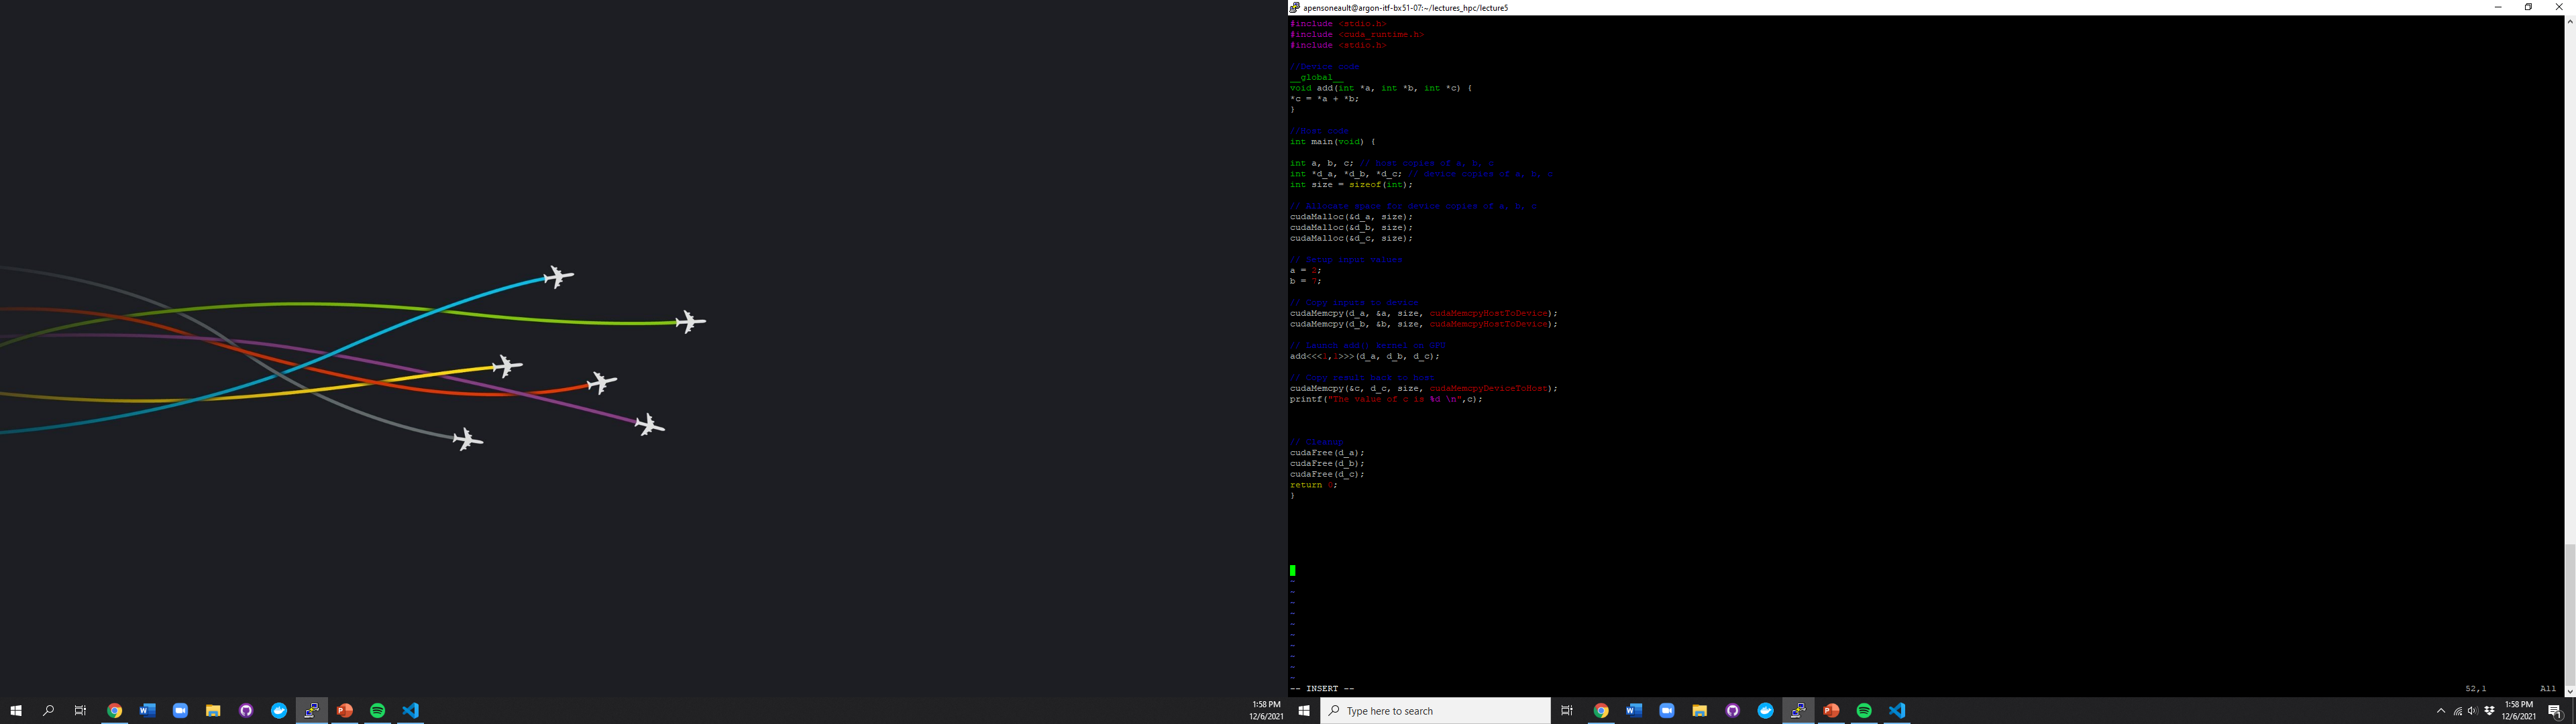 apensoneault@argon-itf-bx51-07:~/lectures_hpc/lecture5
#include <stdio.h>
#include <cuda_runtime.h>
#include <stdio.h>
//Device code
__global__
void add(int *a, int *b, int *c) {
*c = *a + *b;
}
//Host code
int main(void) {
int a, b, c; // host copies of a, b, c
int *d_a, *d_b, *d_c; // device copies of a, b, c
int size = sizeof(int);
// Allocate space for device copies of a, b, c
cudaMalloc(&d_a, size);
cudaMalloc(&d_b, size);
cudaMalloc(&d_c, size);
// Setup input values
a = 2;
b = 7;
// Copy inputs to device
cudaMemcpy(d_a, &a, size, cudaMemcpyHostToDevice);
cudaMemcpy(d_b, &b, size, cudaMemcpyHostToDevice);
// Launch add() kernel on GPU
add<<<1,1>>>(d_a, d_b, d_c);
// Copy result back to host
cudaMemcpy(&c, d_c, size, cudaMemcpyDeviceToHost);
printf("The value of c is %d \n",c);
// Cleanup
cudaFree(d_a);
cudaFree(d_b);
cudaFree(d_c);
return 0;
}
~
~
~
~
~
~
~
~
~
~
-- INSERT --
52,1
All
1:58 PM
12/6/2021
Type here to search
1:58 PM
12/6/2021